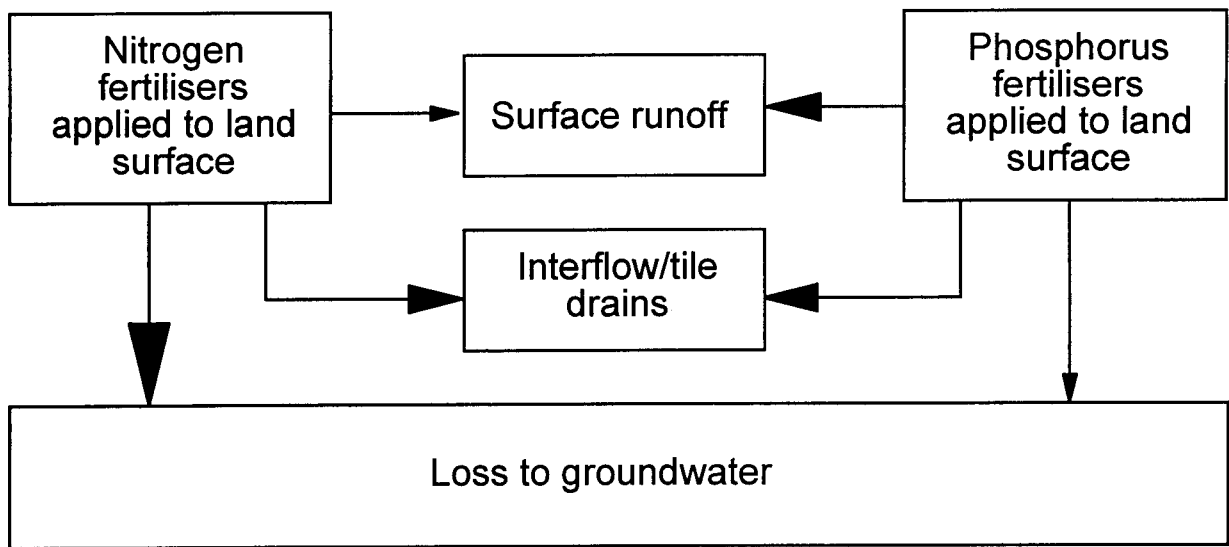 Nitrogen
fertilisers
applied to land
surface
Surface runoff
Phosphorus
fertilisers
applied to land
surface
Interflow/tile
drains
Loss to groundwater